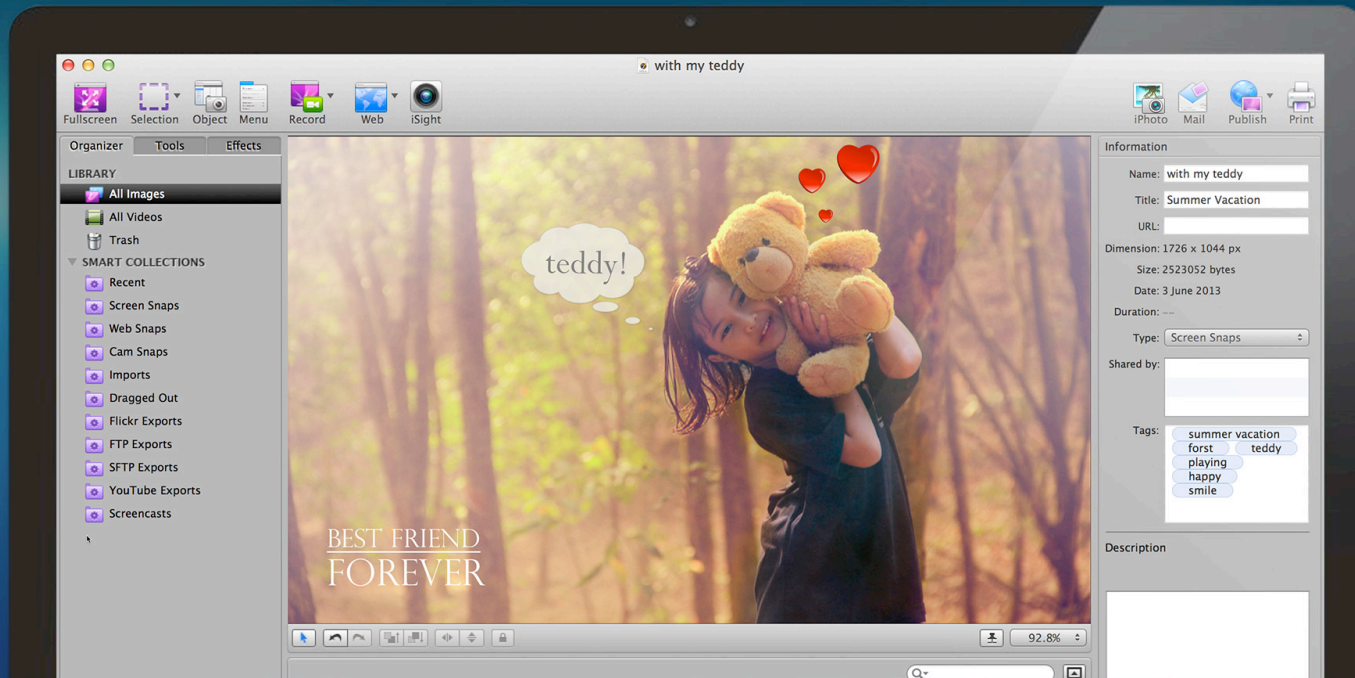 with my teddy
Fullscreen
Selection
Object
Menu
Record
Web
iSight
iPhoto
Mail
Publish
Print
Organizer
Tools
Effects
LIBRARY
All Images
All Videos
Trash
SMART COLLECTIONS
Recent
Screen Snaps
Web Snaps
Cam Snaps
Imports
Dragged Out
Flickr Exports
FTP Exports
SFTP Exports
YouTube Exports
Screencasts
teddy!
BEST FRIEND
FOREVER
92.8%
Information
Name: with my teddy
Title: Summer Vacation
URL:
Dimension: 1726 x 1044 px
Size: 2523052 bytes
Date: 3 June 2013
Duration: --
Type: Screen Snaps
Shared by:
Tags:
summer vacation
forst teddy
playing
happy
smile
Description